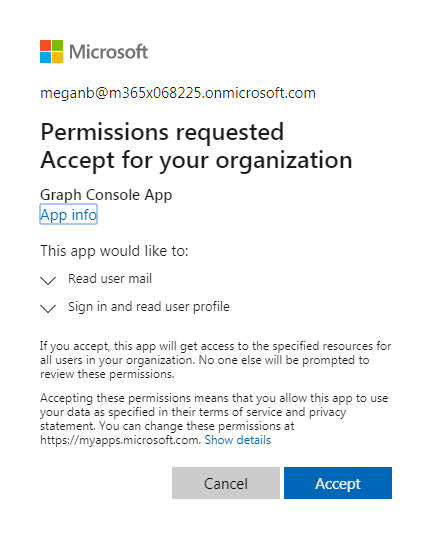 Microsoft
meganb@m365x068225.onmicrosoft.com
Permissions requested
Accept for your organization
Graph Console App
App info
This app would like to:
Read user mail
Sign in and read user profile
If you accept, this app will get access to the specified resources for
all users in your organization. No one else will be prompted to
review these permissions.
Accepting these permissions means that you allow this app to use
your data as specified in their terms of service and privacy
statement. You can change these permissions at
https://myapps.microsoft.com. Show details
Cancel
Accept